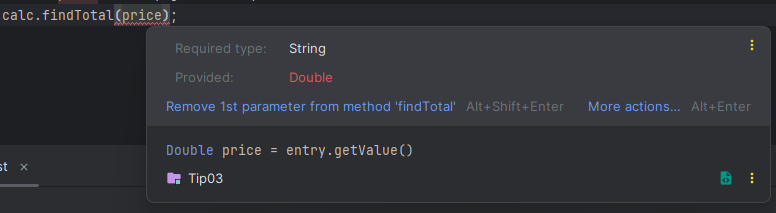 calc.findTotal(price);
Required type: String
Provided: Double
Remove 1st parameter from method 'findTotal' Alt+Shift+Enter More actions... Alt+Enter
Double price = entry.getValue()
st ×
Tip03